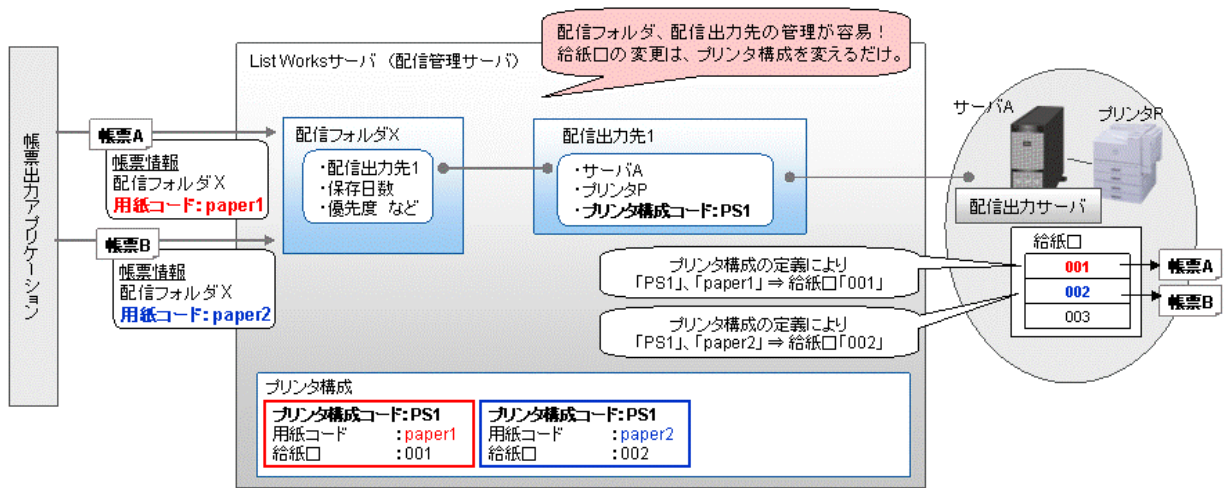 配信フォルダ、配信出力先の管理が容易！
給紙口の変更は、プリンタ構成を変えるだけ。
List Worksサーバ（配信管理サーバ）
帳票出力アプリケーション
帳票A
帳票情報
配信フォルダX
用紙コード：paper1
帳票B
帳票情報
配信フォルダX
用紙コード：paper2
配信フォルダX
・配信出力先1
・保存日数
・優先度 など
配信出力先1
・サーバA
・プリンタP
・プリンタ構成コード：PS1
サーバA
プリンタP
配信出力サーバ
給紙口
001
002
003
帳票A
帳票B
プリンタ構成の定義により
「PS1」、「paper1」⇒給紙口「001」
プリンタ構成の定義により
「PS1」、「paper2」⇒給紙口「002」
プリンタ構成
プリンタ構成コード：PS1
用紙コード ：paper1
給紙口 ：001
プリンタ構成コード：PS1
用紙コード ：paper2
給紙口 ：002